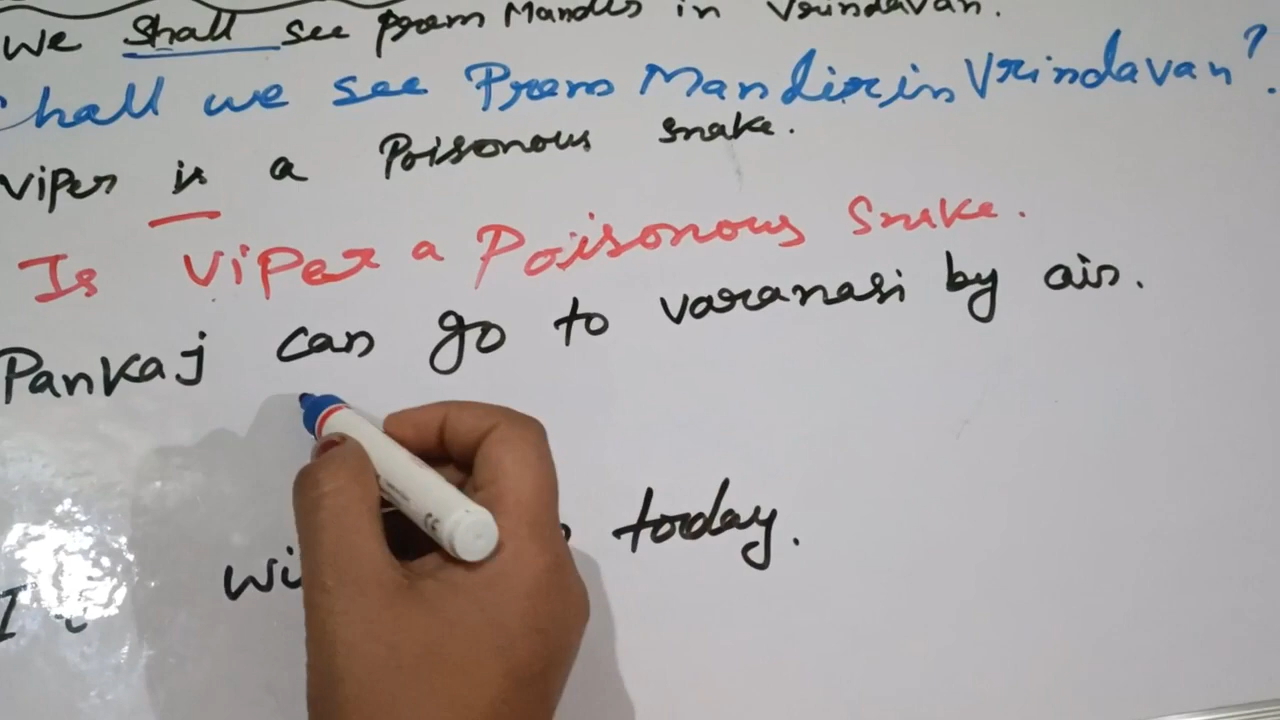 We Shall See Prem Mandir in Vrindavan.
Shall we see Prem Mandir in Vrindavan?
Viper is a Poisonous snake.
Is Viper a Poisonous Snake.
Pankaj can go to varanasi by air.
today.